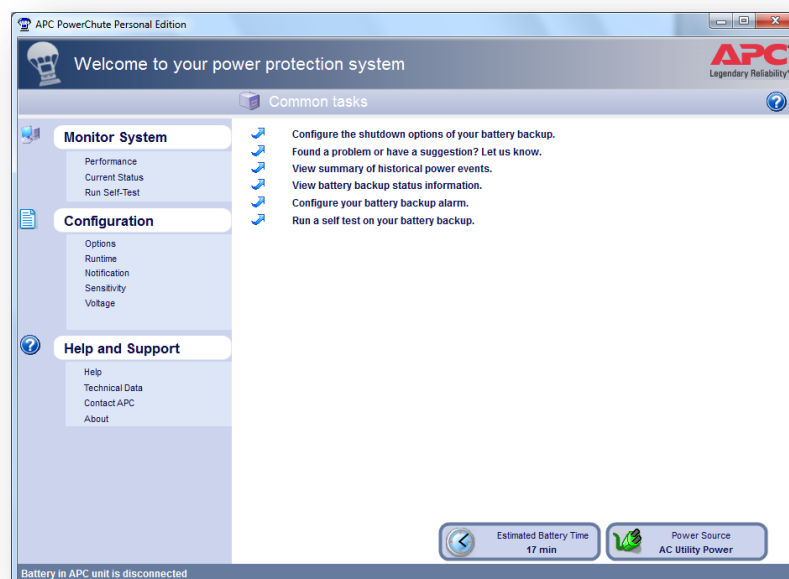 APC PowerChute Personal Edition
Welcome to your power protection system
APC
Legendary Reliability
Common tasks
Monitor System
Performance
Current Status
Run Self-Test
Configuration
Options
Runtime
Notification
Sensitivity
Voltage
Help and Support
Help
Technical Data
Contact APC
About
Configure the shutdown options of your battery backup.
Found a problem or have a suggestion? Let us know.
View summary of historical power events.
View battery backup status information.
Configure your battery backup alarm.
Run a self test on your battery backup.
Estimated Battery Time
17 min
Power Source
AC Utility Power
Battery in APC unit is disconnected